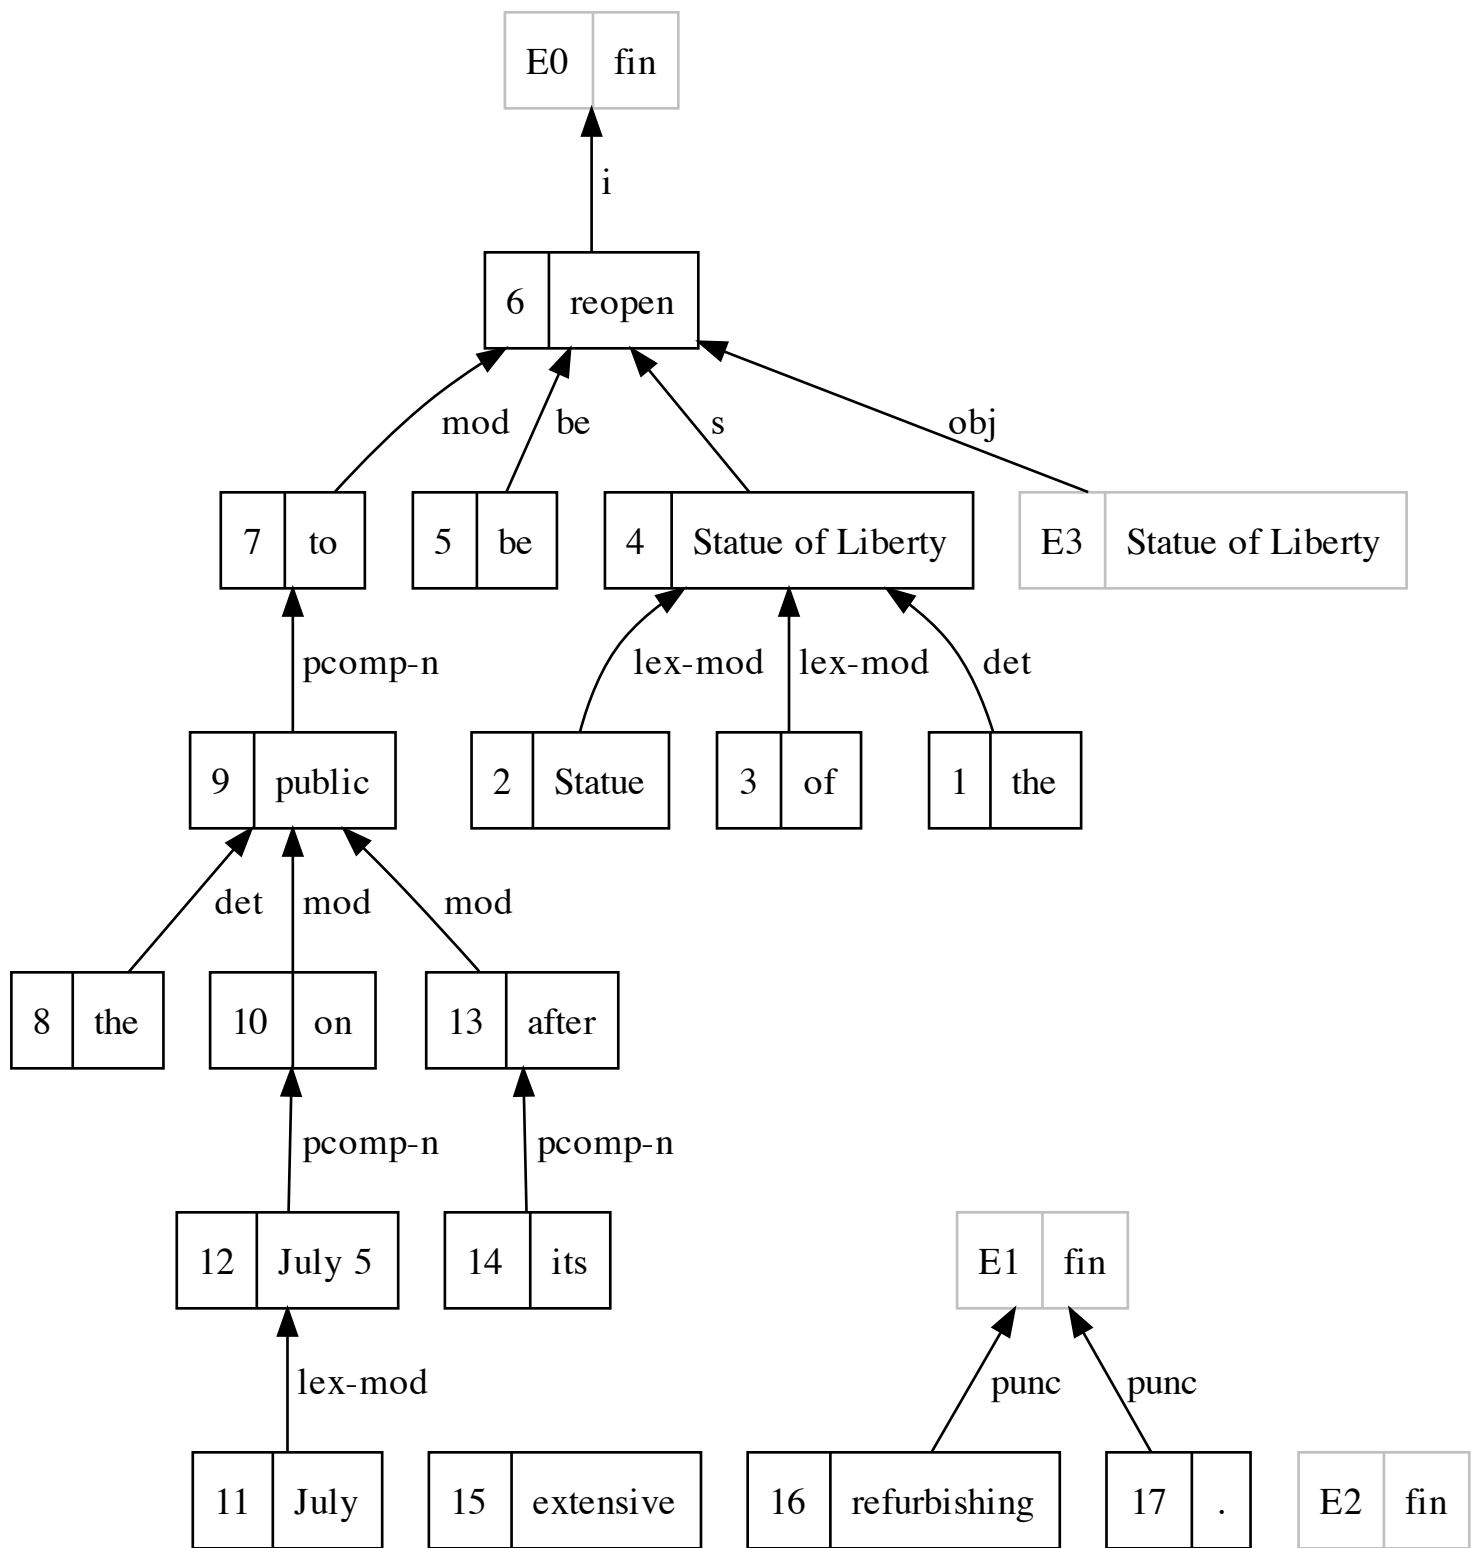 E0 fin
i
6 reopen
mod be s obj
7 to 5 be 4 Statue of Liberty E3 Statue of Liberty
pcomp-n lex-mod lex-mod det
9 public 2 Statue 3 of 1 the
det mod mod
8 the 10 on 13 after
pcomp-n pcomp-n
12 July 5 14 its E1 fin
lex-mod punc punc
11 July 15 extensive 16 refurbishing 17 . E2 fin